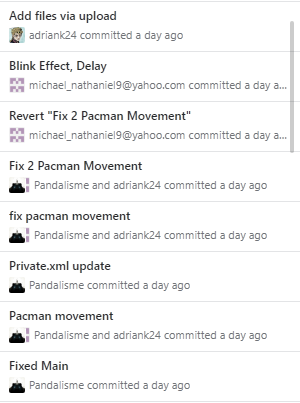 Add files via upload
adriank24 committed a day ago
Blink Effect, Delay
michael_nathaniel9@yahoo.com committed a day a...
Revert "Fix 2 Pacman Movement"
michael_nathaniel9@yahoo.com committed a day a...
Fix 2 Pacman Movement
Pandalisme and adriank24 committed a day ago
fix pacman movement
Pandalisme and adriank24 committed a day ago
Private.xml update
Pandalisme committed a day ago
Pacman movement
Pandalisme and adriank24 committed a day ago
Fixed Main
Pandalisme committed a day ago